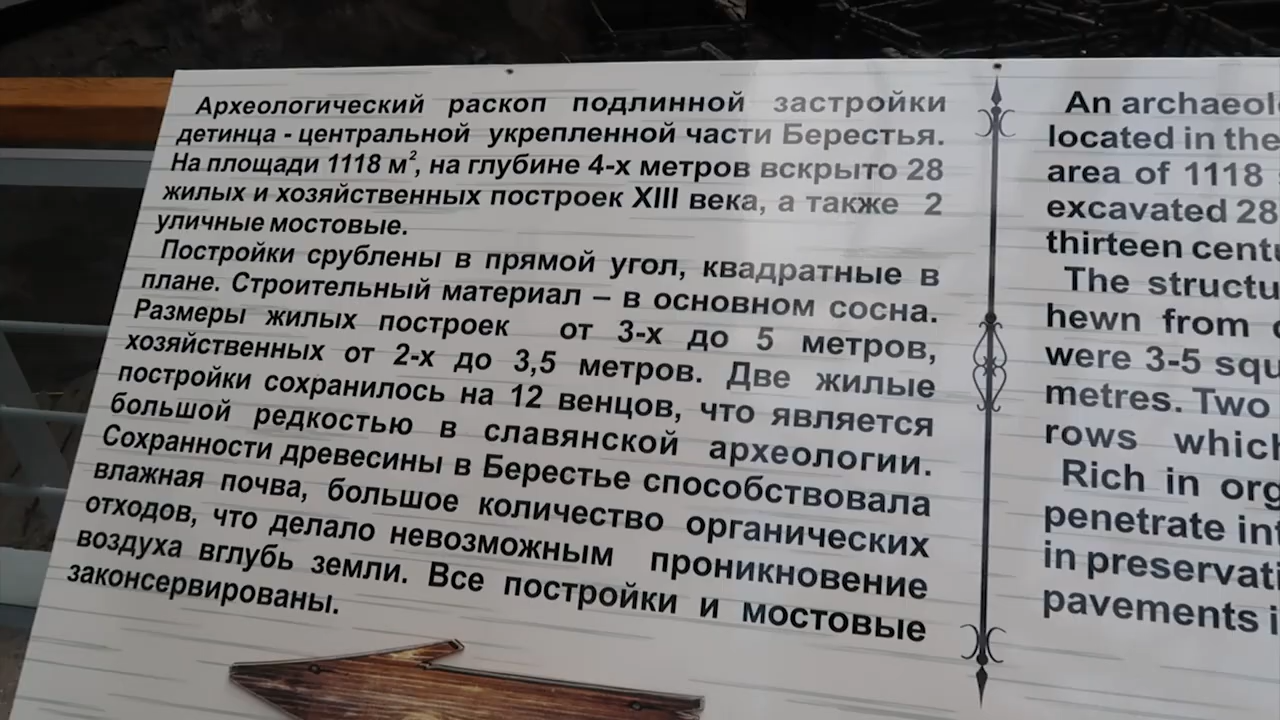 Археологический раскоп подлинной застройки
детинца - центральной укрепленной части Берестья.
На площади 1118 м², на глубине 4-х метров вскрыто 28
жилых и хозяйственных построек XIII века, а также 2
уличные мостовые.
Постройки срублены в прямой угол, квадратные в
плане. Строительный материал – в основном сосна.
Размеры жилых построек от 3-х до 5 метров,
хозяйственных от 2-х до 3,5 метров. Две жилые
постройки сохранилось на 12 венцов, что является
большой редкостью в славянской археологии.
Сохранности древесины в Берестье способствовала
влажная почва, большое количество органических
отходов, что делало невозможным проникновение
воздуха вглубь земли. Все постройки и мостовые
законсервированы.
An archaeol
located in the
area of 1118
excavated 28
thirteen centu
The structu
hewn from
were 3-5 squ
metres. Two
rows which
Rich in org
penetrate int
in preservati
pavements i